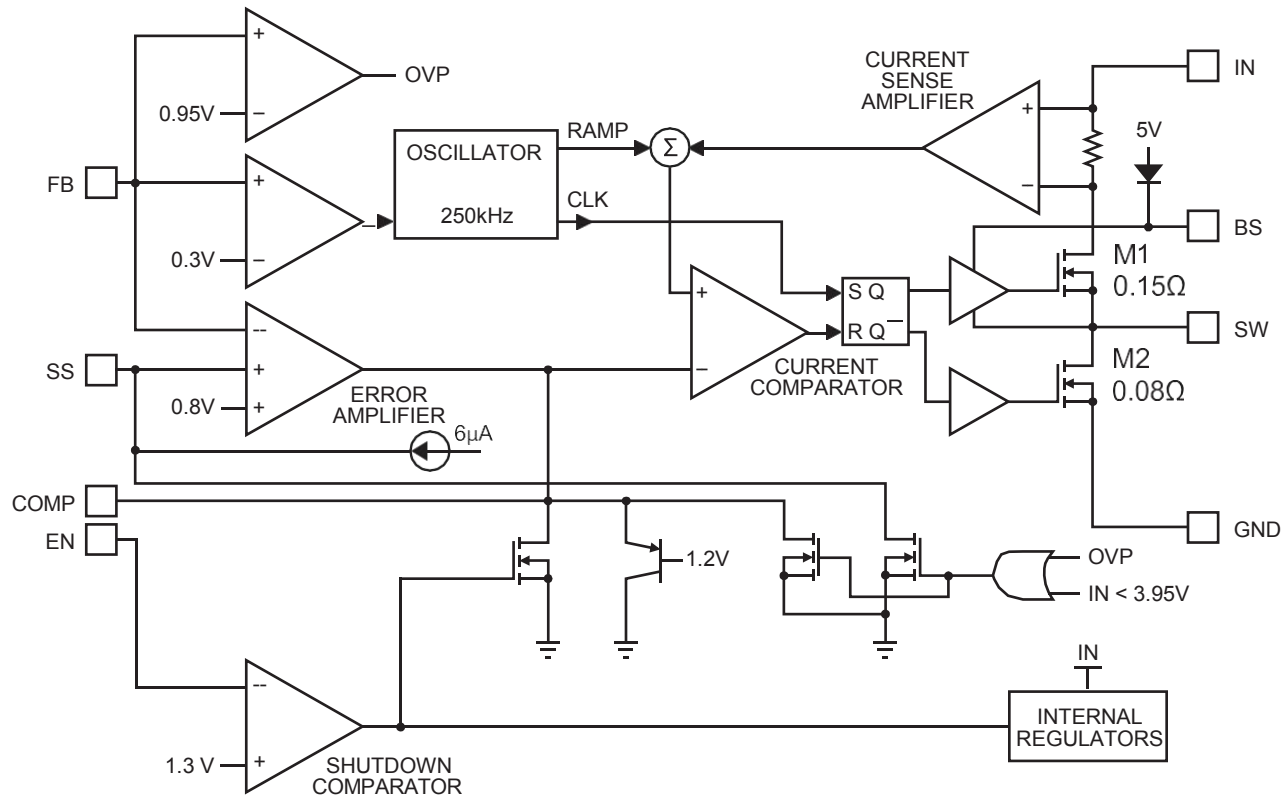 +
OVP
0.95V
–
FB
+
0.3V
–
OSCILLATOR
250kHz
RAMP
CLK
Σ
CURRENT
SENSE
AMPLIFIER
+
–
IN
5V
BS
M1
0.15Ω
SW
M2
0.08Ω
GND
S Q
R Q
+
–
CURRENT
COMPARATOR
SS
--
+
0.8V
+
ERROR
AMPLIFIER
6µA
COMP
EN
1.2V
OVP
IN < 3.95V
--
1.3 V
+
SHUTDOWN
COMPARATOR
IN
INTERNAL
REGULATORS